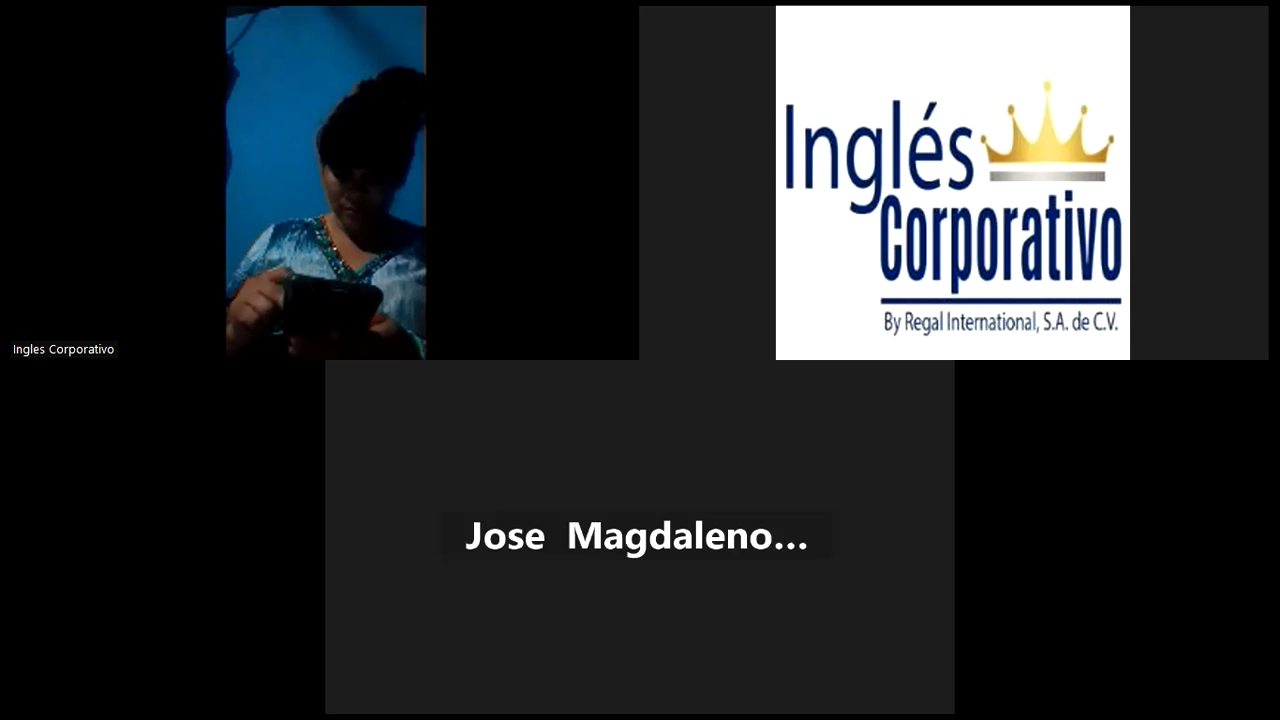 Inglés
Corporativo
By Regal International, S.A. de C.V.
Ingles Corporativo
Jose Magdaleno...